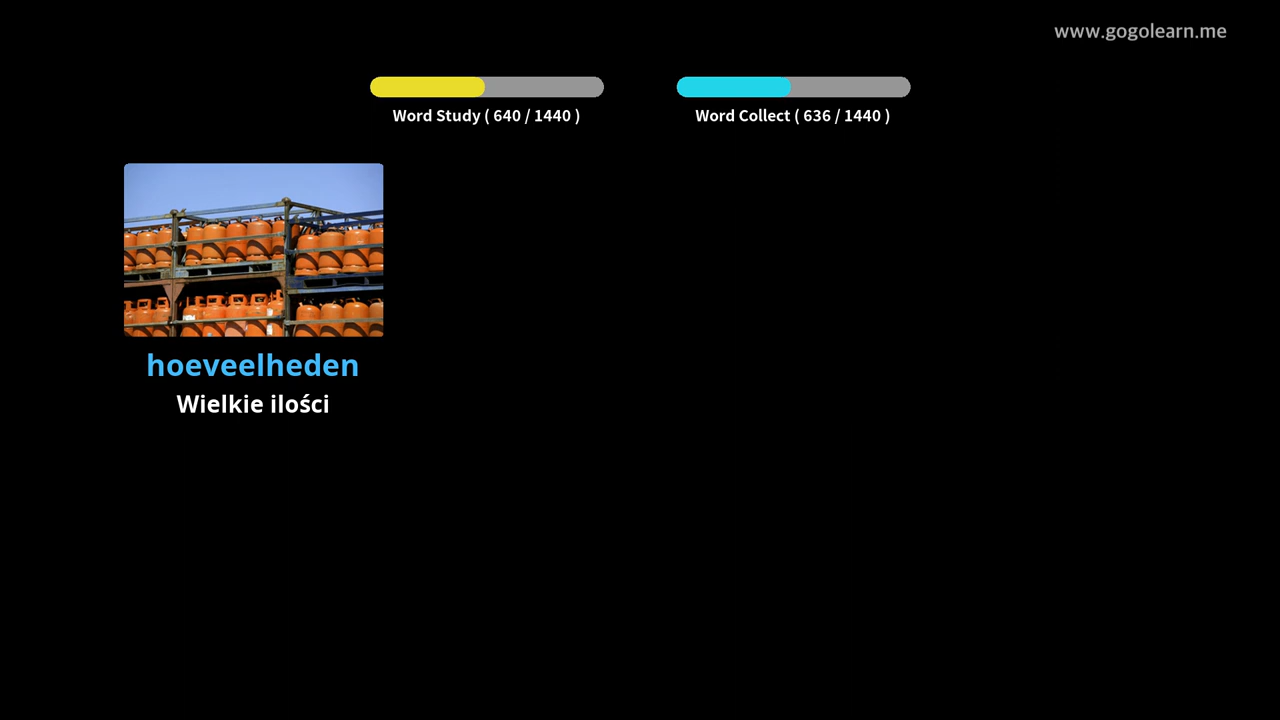 www.gogolearn.me
Word Study ( 640 / 1440 )
Word Collect ( 636 / 1440 )
hoeveelheden
Wielkie ilości